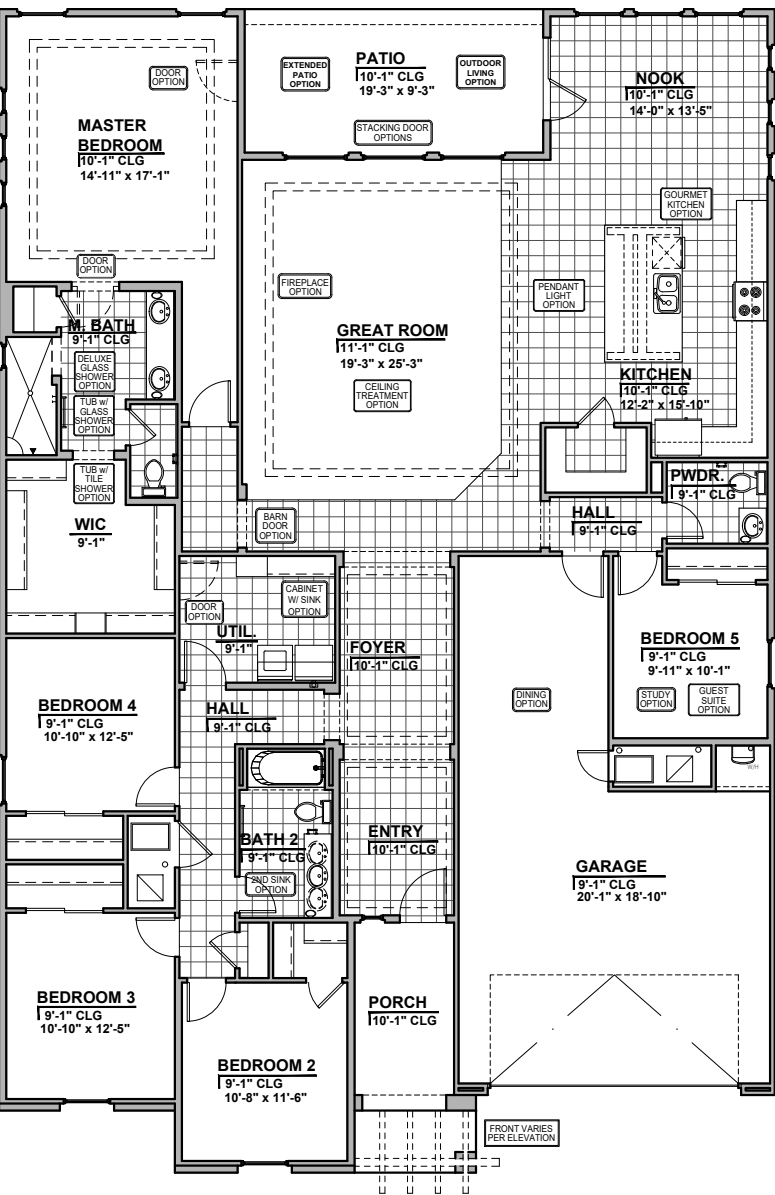 EXTENDED
PATIO
OPTION
PATIO
10'-1" CLG
19'-3" x 9'-3"
OUTDOOR
LIVING
OPTION
STACKING DOOR
OPTIONS
DOOR
OPTION
MASTER
BEDROOM
10'-1" CLG
14'-11" x 17'-1"
DOOR
OPTION
NOOK
10'-1" CLG
14'-0" x 13'-5"
GOURMET
KITCHEN
OPTION
FIREPLACE
OPTION
PENDANT
LIGHT
OPTION
GREAT ROOM
11'-1" CLG
19'-3" x 25'-3"
CEILING
TREATMENT
OPTION
KITCHEN
10'-1" CLG
12'-2" x 15'-10"
M. BATH
9'-1" CLG
DELUXE
GLASS
SHOWER
OPTION
TUB w/
GLASS
SHOWER
OPTION
TUB w/
TILE
SHOWER
OPTION
WIC
9'-1"
BARN
DOOR
OPTION
HALL
9'-1" CLG
PWDR.
9'-1" CLG
DOOR
OPTION
CABINET
W/ SINK
OPTION
UTIL.
9'-1"
FOYER
10'-1" CLG
BEDROOM 5
9'-1" CLG
9'-11" x 10'-1"
STUDY
OPTION
GUEST
SUITE
OPTION
DINING
OPTION
BEDROOM 4
9'-1" CLG
10'-10" x 12'-5"
HALL
9'-1" CLG
W/H
BATH 2
9'-1" CLG
2ND SINK
OPTION
ENTRY
10'-1" CLG
GARAGE
9'-1" CLG
20'-1" x 18'-10"
BEDROOM 3
9'-1" CLG
10'-10" x 12'-5"
PORCH
10'-1" CLG
BEDROOM 2
9'-1" CLG
10'-8" x 11'-6"
FRONT VARIES
PER ELEVATION